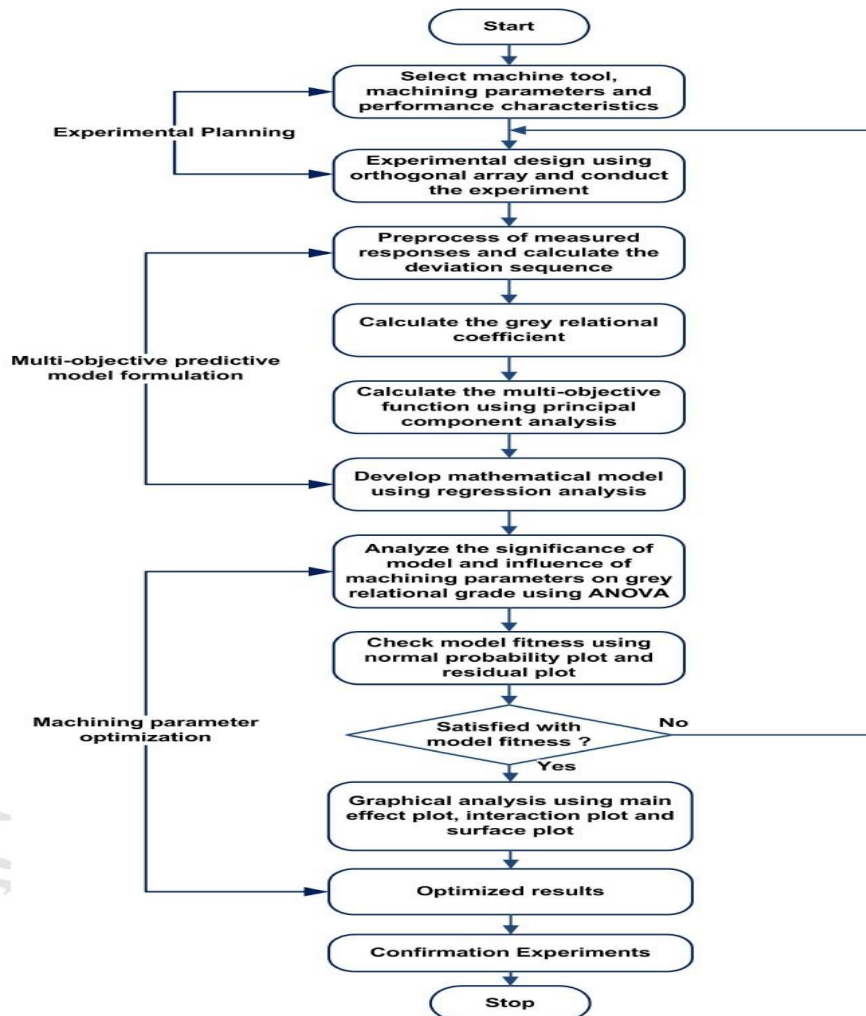 Start
Select machine tool,
machining parameters and
performance characteristics
Experimental Planning
Experimental design using
orthogonal array and conduct
the experiment
Preprocess of measured
responses and calculate the
deviation sequence
Calculate the grey relational
coefficient
Multi-objective predictive
model formulation
Calculate the multi-objective
function using principal
component analysis
Develop mathematical model
using regression analysis
Analyze the significance of
model and influence of
machining parameters on grey
relational grade using ANOVA
Check model fitness using
normal probability plot and
residual plot
Machining parameter
optimization
Satisfied with
model fitness ?
No
Yes
Graphical analysis using main
effect plot, interaction plot and
surface plot
Optimized results
Confirmation Experiments
Stop